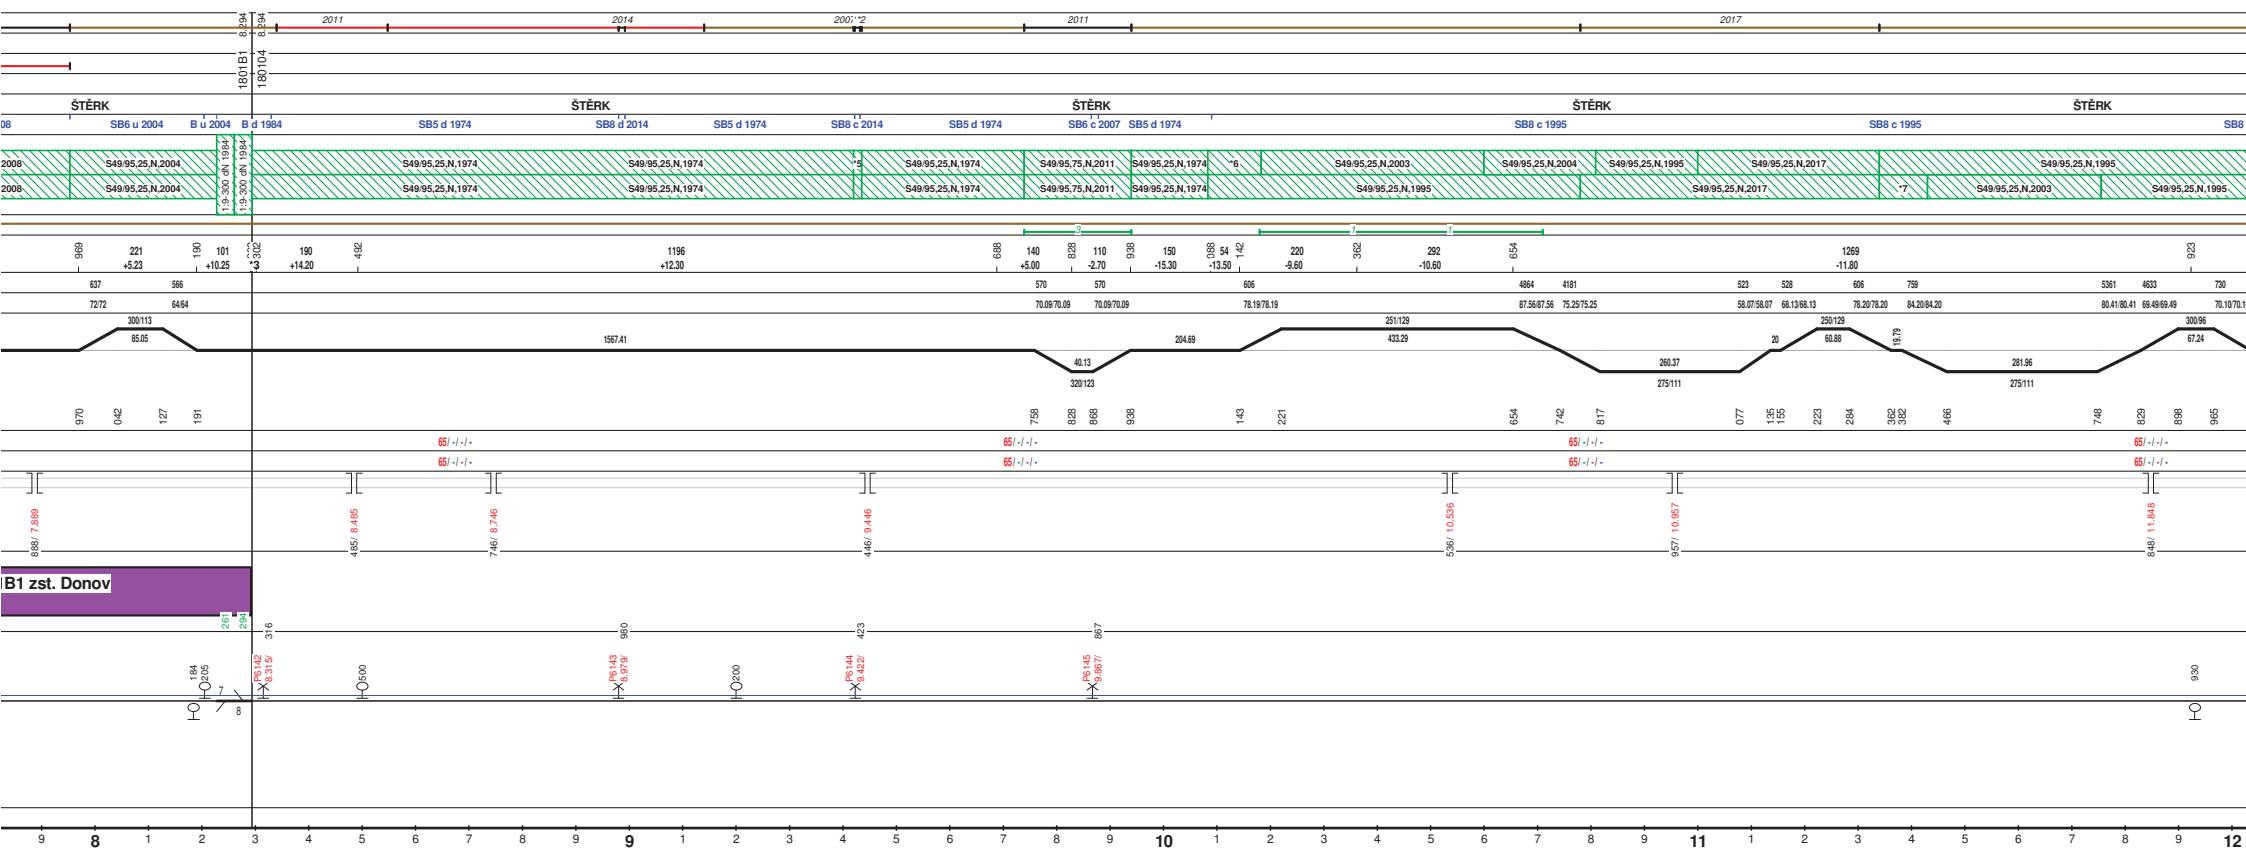 2011 2014 2011 2017
8.294 8.294
1801B1 180104
ŠTĚRK ŠTĚRK ŠTĚRK ŠTĚRK ŠTĚRK
08 SB6 u 2004 B u 2004 B d 1984 SB5 d 1974 SB8 d 2014 SB5 d 1974 SB8 c 2014 SB5 d 1974 SB6 c 2007 SB5 d 1974 SB8 c 1995 SB8 c 1995 SB8
1:9-300 dN 1984 1:9-300 dN 1984
2008 S49/95,25,N,2004 S49/95,25,N,1974 S49/95,25,N,1974 *5 S49/95,25,N,1974 S49/95,75,N,2011 S49/95,25,N,1974 *6 S49/95,25,N,2003 S49/95,25,N,2004 S49/95,25,N,1995 S49/95,25,N,2017 S49/95,25,N,1995
2008 S49/95,25,N,2004 S49/95,25,N,1974 S49/95,25,N,1974 S49/95,25,N,1974 S49/95,75,N,2011 S49/95,25,N,1974 S49/95,25,N,1995 S49/95,25,N,2017 *7 S49/95,25,N,2003 S49/95,25,N,1995
3 1 1
969 221 190 101 302 190 492 1196 688 140 828 110 938 150 088 54 142 220 362 292 654 1269 923
+5.23 +10.25 *3 +14.20 +12.30 +5.00 -2.70 -15.30 -13.50 -9.60 -10.60 -11.80
637 566 570 570 606 4864 4181 523 528 606 759 5361 4633 730
72/72 64/64 70.09/70.09 70.09/70.09 78.19/78.19 87.56/87.56 75.25/75.25 58.07/58.07 68.13/68.13 78.20/78.20 84.20/84.20 80.41/80.41 69.49/69.49 70.10/70.1
300/113 251/129 250/129 300/96
85.05 1567.41 204.69 433.29 20 60.88 19.79 67.24
40.13 260.37 281.96
320/123 275/111 275/111
970 042 127 191 758 828 868 938 143 221 654 742 817 077 135 155 223 284 362 382 466 748 829 898 965
65/ -/ -/ - 65/ -/ -/ - 65/ -/ -/ - 65/ -/ -/ -
65/ -/ -/ - 65/ -/ -/ - 65/ -/ -/ - 65/ -/ -/ -
888/ 7.889 485/ 8.485 746/ 8.746 446/ 9.446 536/ 10.536 957/ 10.957 848/ 11.848
B1 zst. Donov
261 294
316 980 423 867
184 205 P6142 8.315/ 500 P6143 8.979/ 200 P6144 9.422/ P6145 9.867/ 930
7
8
9 8 1 2 3 4 5 6 7 8 9 9 1 2 3 4 5 6 7 8 9 10 1 2 3 4 5 6 7 8 9 11 1 2 3 4 5 6 7 8 9 12